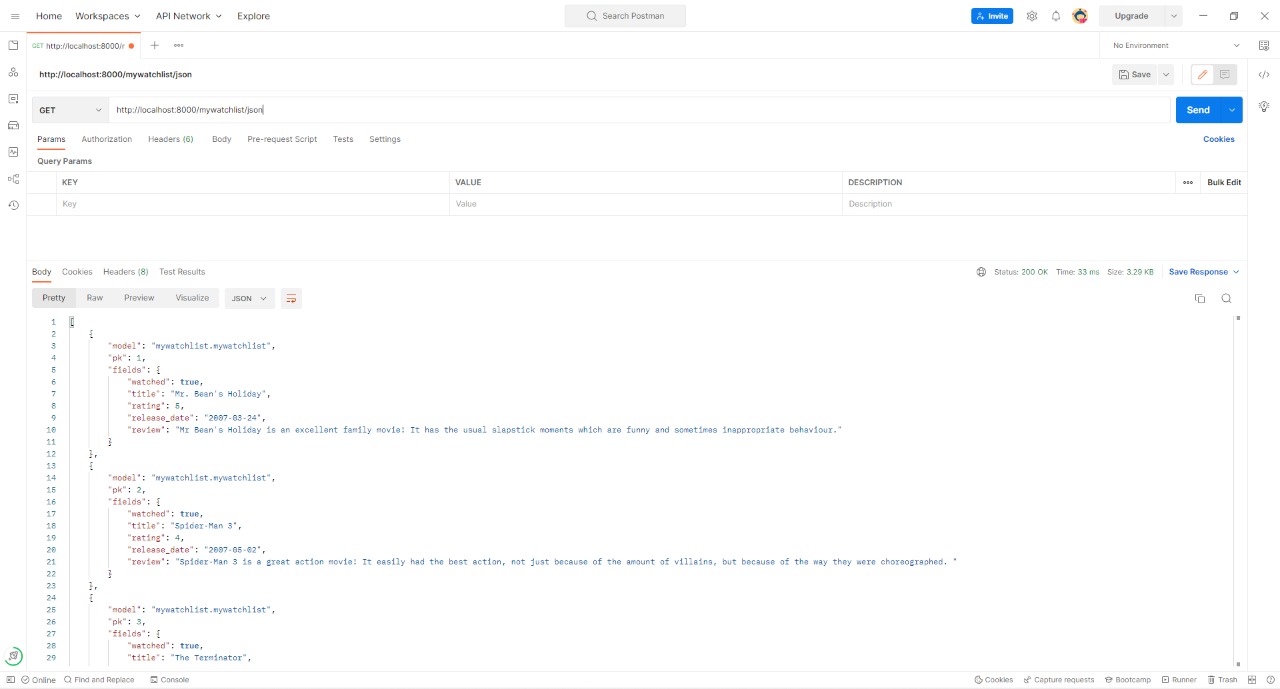 Home Workspaces API Network Explore Search Postman Invite Upgrade
GET http://localhost:8000/r No Environment
http://localhost:8000/mywatchlist/json Save
GET http://localhost:8000/mywatchlist/json Send
Params Authorization Headers (6) Body Pre-request Script Tests Settings Cookies
Query Params
KEY VALUE DESCRIPTION Bulk Edit
Key Value Description
Body Cookies Headers (8) Test Results Status: 200 OK Time: 33 ms Size: 3.29 KB Save Response
Pretty Raw Preview Visualize JSON
1 [
2 {
3 "model": "mywatchlist.mywatchlist",
4 "pk": 1,
5 "fields": {
6 "watched": true,
7 "title": "Mr. Bean's Holiday",
8 "rating": 5,
9 "release_date": "2007-03-24",
10 "review": "Mr Bean's Holiday is an excellent family movie! It has the usual slapstick moments which are funny and sometimes inappropriate behaviour."
11 }
12 },
13 {
14 "model": "mywatchlist.mywatchlist",
15 "pk": 2,
16 "fields": {
17 "watched": true,
18 "title": "Spider-Man 3",
19 "rating": 4,
20 "release_date": "2007-05-02",
21 "review": "Spider-Man 3 is a great action movie! It easily had the best action, not just because of the amount of villains, but because of the way they were choreographed. "
22 }
23 },
24 {
25 "model": "mywatchlist.mywatchlist",
26 "pk": 3,
27 "fields": {
28 "watched": true,
29 "title": "The Terminator",
Online Find and Replace Console Cookies Capture requests Bootcamp Runner Trash